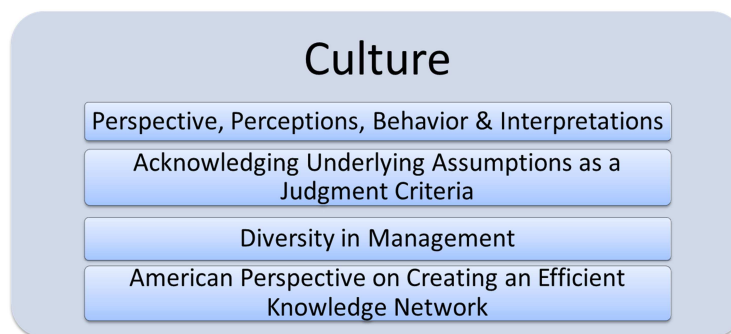 Culture
Perspective, Perceptions, Behavior & Interpretations
Acknowledging Underlying Assumptions as a
Judgment Criteria
Diversity in Management
American Perspective on Creating an Efficient
Knowledge Network